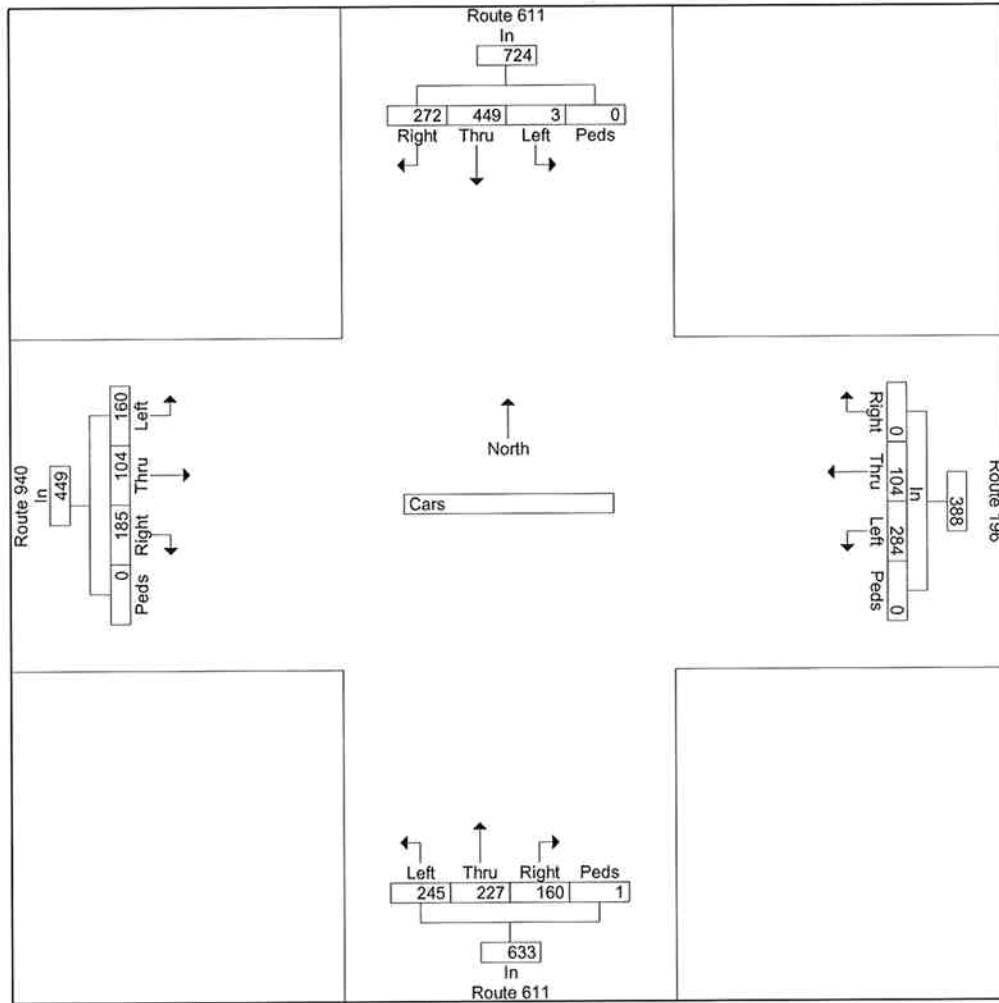 Route 611
In
724
272 449 3 0
Right Thru Left Peds
Route 940
In
449
160 104 185 0
Left Thru Right Peds
North
Cars
Right Thru Left Peds
0 104 284 0
In
388
Route 196
Left Thru Right Peds
245 227 160 1
633
In
Route 611